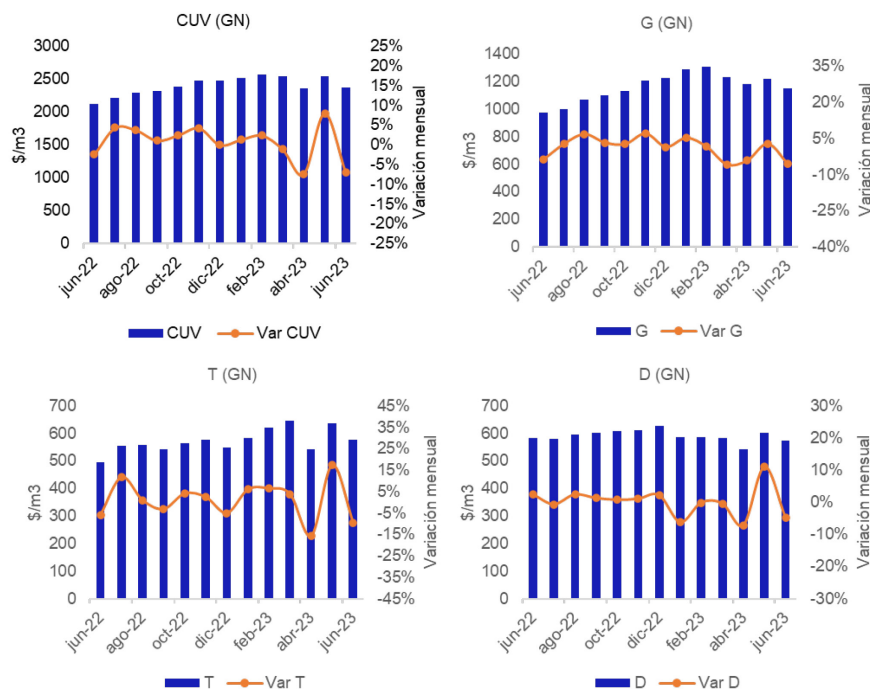 CUV (GN)
$/m3
3000
2500
2000
1500
1000
500
0
25%
20%
15%
10%
5%
0%
-5%
-10%
-15%
-20%
-25%
Variación mensual
jun-22
ago-22
oct-22
dic-22
feb-23
abr-23
jun-23
CUV Var CUV
G (GN)
$/m3
1400
1200
1000
800
600
400
200
0
35%
20%
5%
-10%
-25%
-40%
Variación mensual
jun-22
ago-22
oct-22
dic-22
feb-23
abr-23
jun-23
G Var G
T (GN)
$/m3
700
600
500
400
300
200
100
0
45%
35%
25%
15%
5%
-5%
-15%
-25%
-35%
-45%
Variación mensual
jun-22
ago-22
oct-22
dic-22
feb-23
abr-23
jun-23
T Var T
D (GN)
$/m3
700
600
500
400
300
200
100
0
30%
20%
10%
0%
-10%
-20%
-30%
Variación mensual
jun-22
ago-22
oct-22
dic-22
feb-23
abr-23
jun-23
D Var D